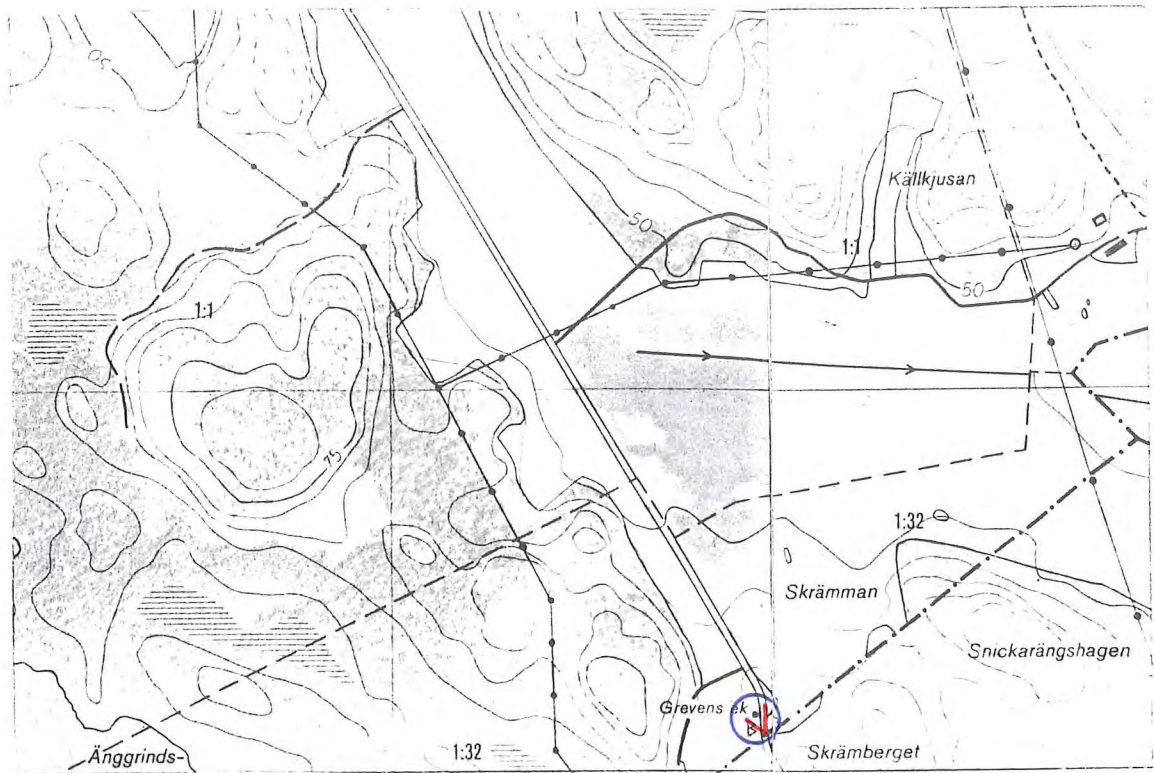 50
Källkjusan
50
1:1
50
1:1
75
1:32
Skrämman
Snickarängshagen
Grevens ek
Änggrinds-
1:32
Skrämberget